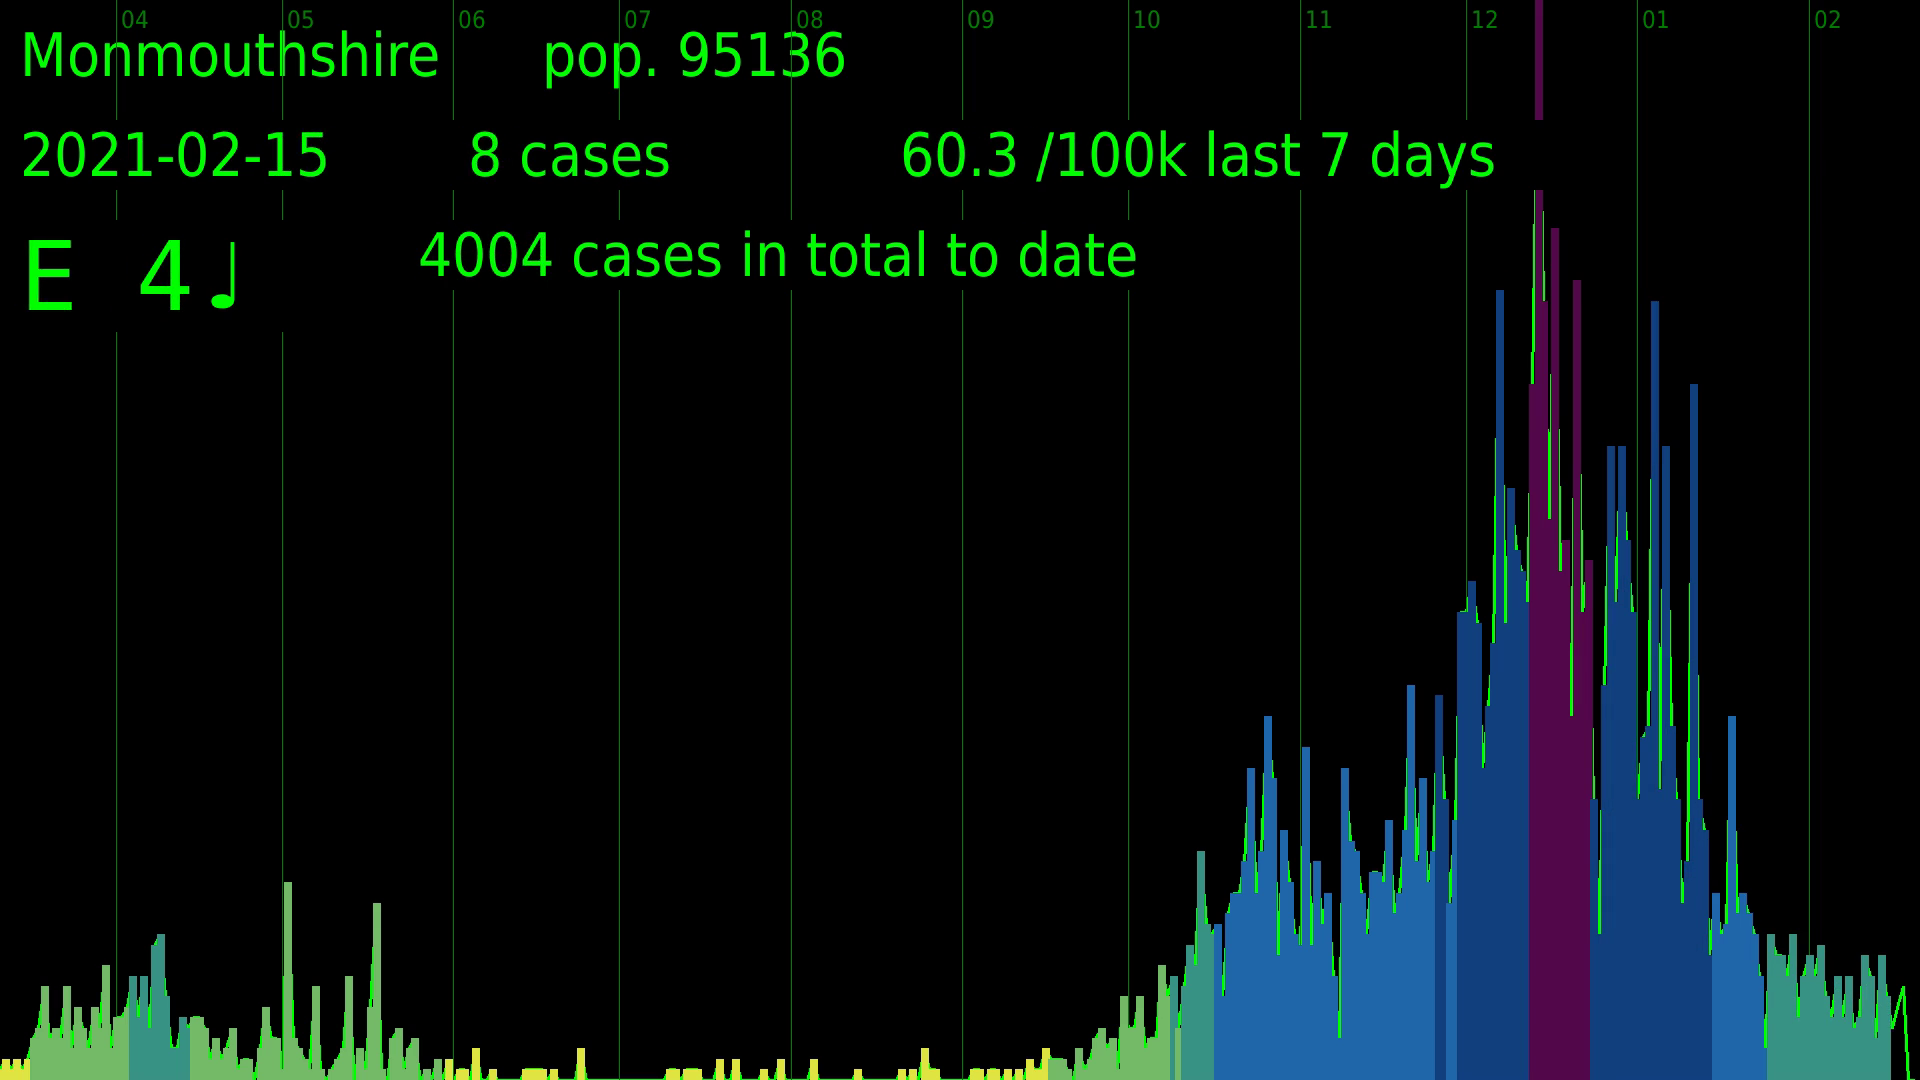 04 05 06 07 08 09 10 11 12 01 02
Monmouthshire pop. 95136
2021-02-15 8 cases 60.3 /100k last 7 days
E 4♩ 4004 cases in total to date